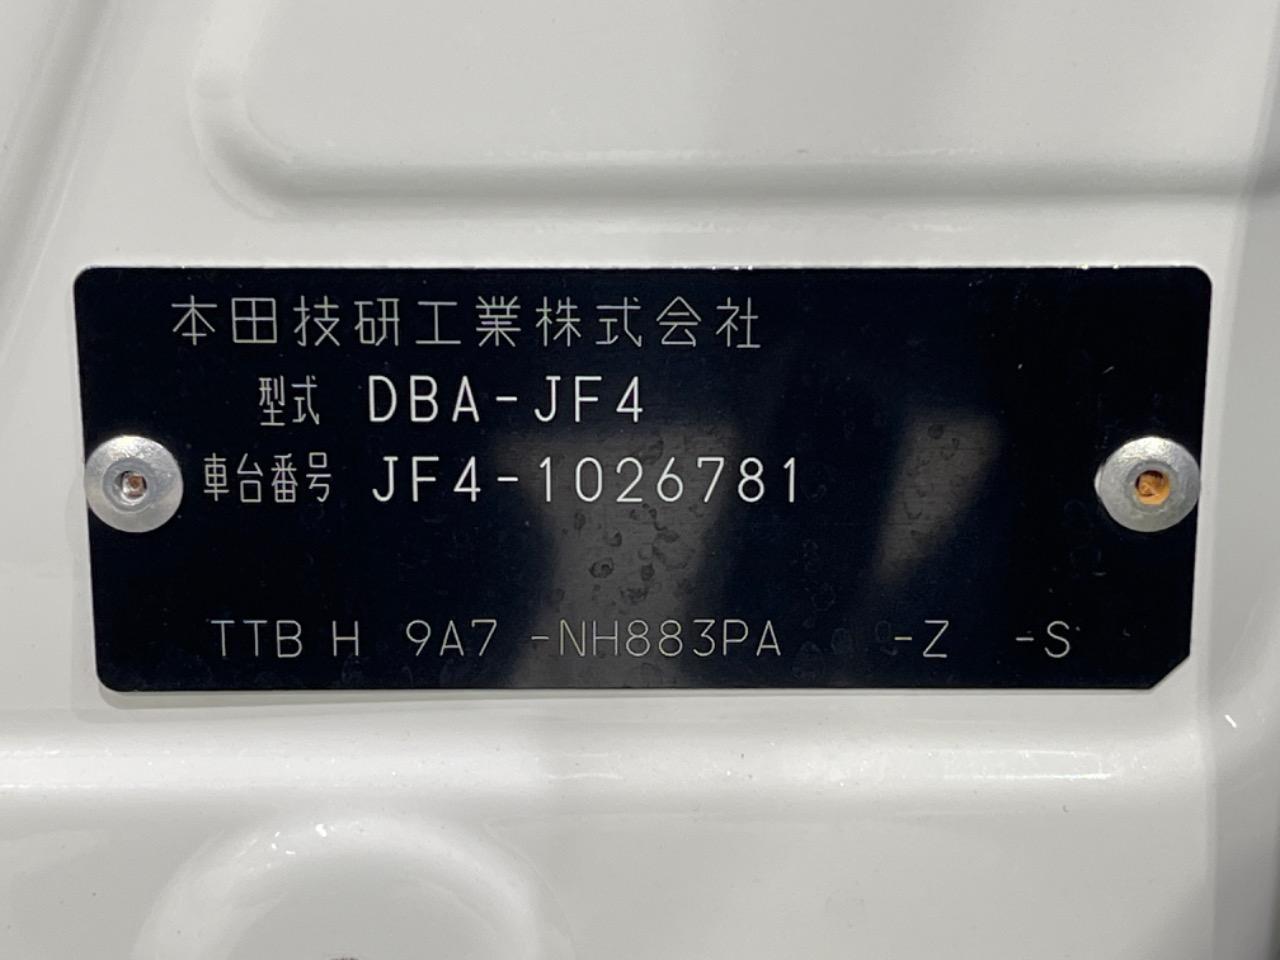 本田技研工業株式会社
型式 DBA-JF4
車台番号 JF4-1026781
TTB H 9A7 -NH883PA -Z -S